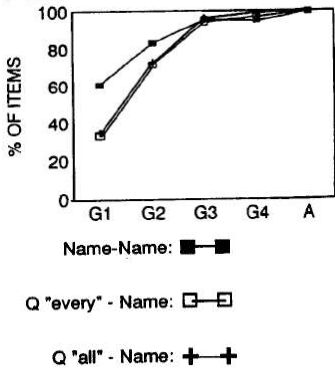 100
80
60
40
20
0
% OF ITEMS
G1 G2 G3 G4 A
Name-Name:
Q "every" - Name:
Q "all" - Name: